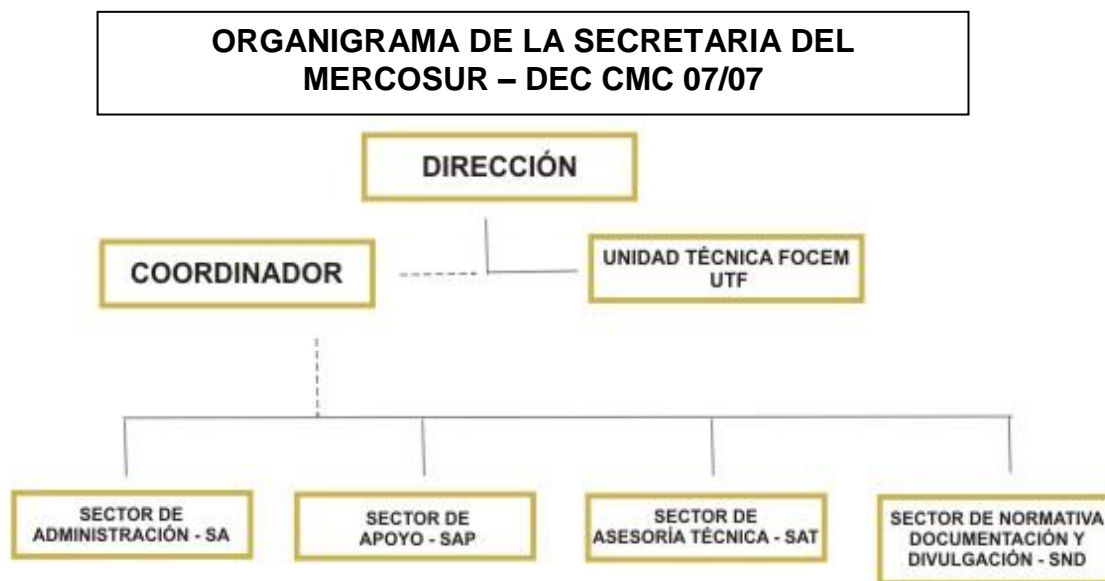 ORGANIGRAMA DE LA SECRETARIA DEL
MERCOSUR – DEC CMC 07/07
DIRECCIÓN
COORDINADOR
UNIDAD TÉCNICA FOCEM
UTF
SECTOR DE
ADMINISTRACIÓN - SA
SECTOR DE
APOYO - SAP
SECTOR DE
ASESORÍA TÉCNICA - SAT
SECTOR DE NORMATIVA
DOCUMENTACIÓN Y
DIVULGACIÓN - SND